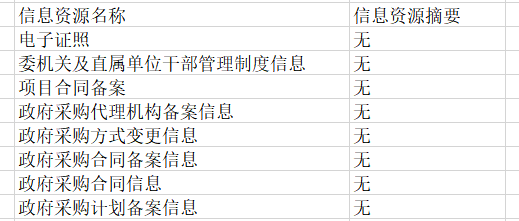 信息资源名称 信息资源摘要
电子证照 无
委机关及直属单位干部管理制度信息 无
项目合同备案 无
政府采购代理机构备案信息 无
政府采购方式变更信息 无
政府采购合同备案信息 无
政府采购合同信息 无
政府采购计划备案信息 无